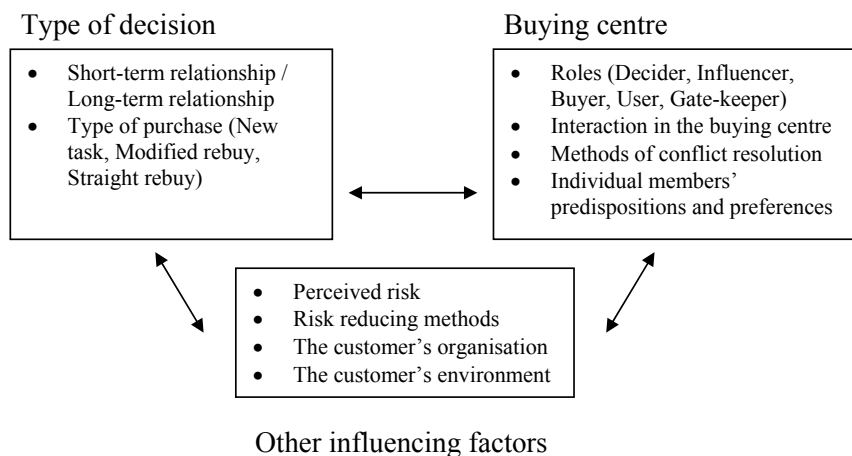 Type of decision
• Short-term relationship /
Long-term relationship
• Type of purchase (New
task, Modified rebuy,
Straight rebuy)
Buying centre
• Roles (Decider, Influencer,
Buyer, User, Gate-keeper)
• Interaction in the buying centre
• Methods of conflict resolution
• Individual members’
predispositions and preferences
• Perceived risk
• Risk reducing methods
• The customer’s organisation
• The customer’s environment
Other influencing factors